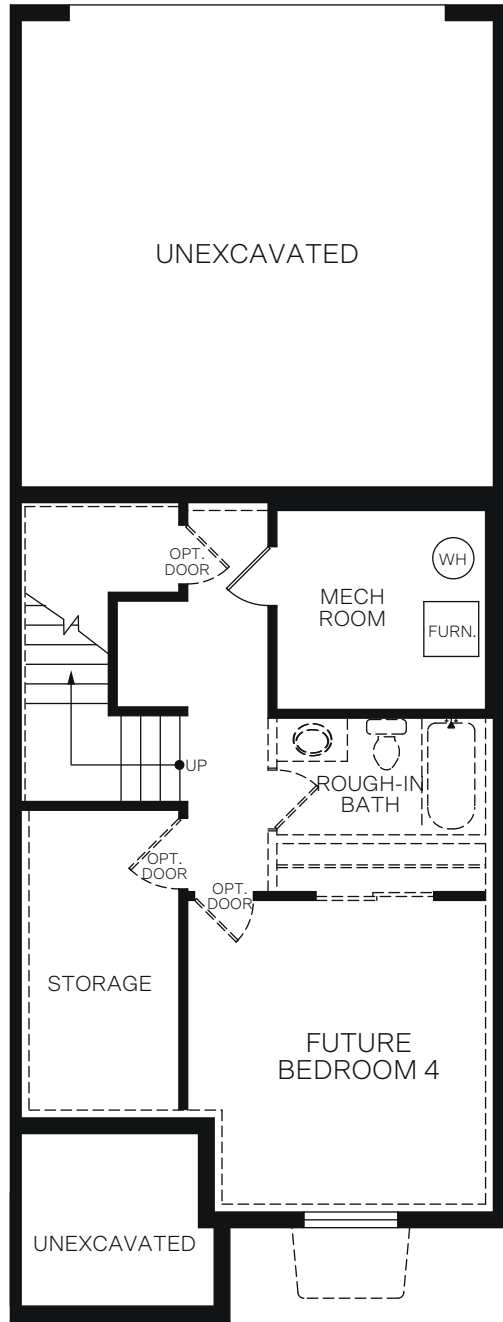 UNEXCAVATED
OPT.
DOOR
WH
MECH
ROOM
FURN.
UP
ROUGH-IN
BATH
OPT.
DOOR
OPT.
DOOR
STORAGE
FUTURE
BEDROOM 4
UNEXCAVATED